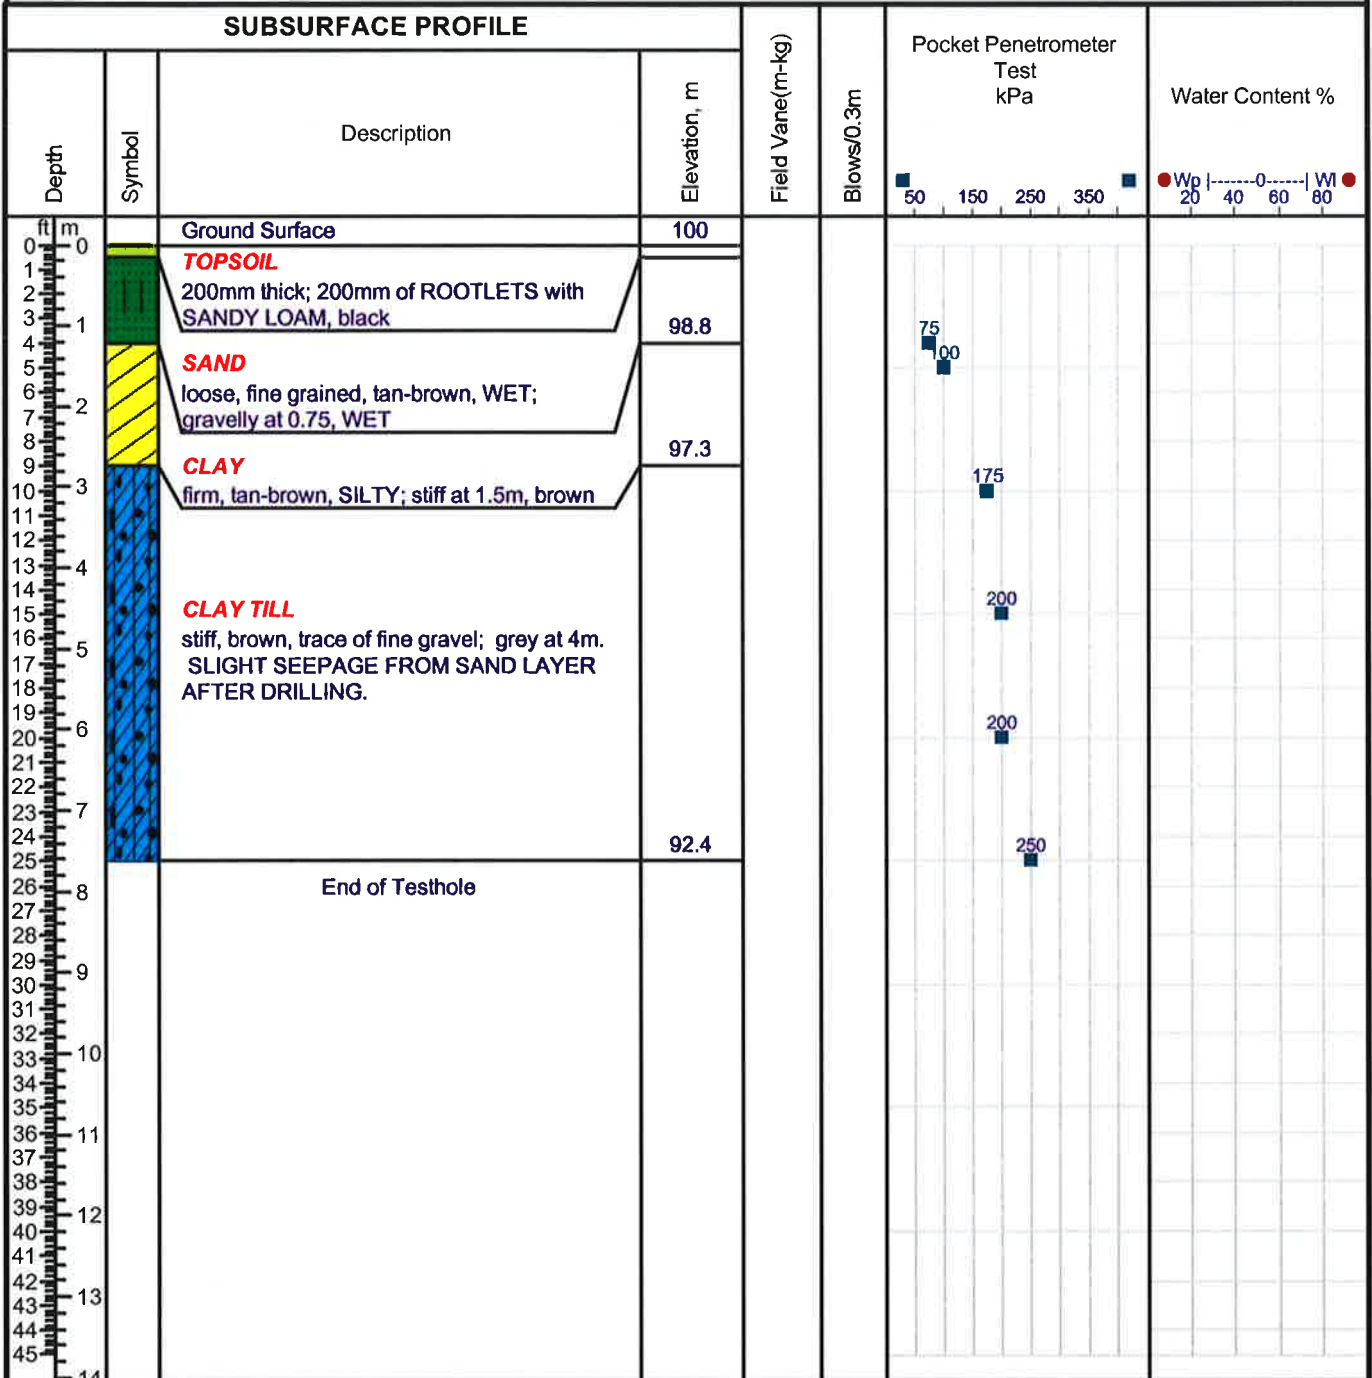 SUBSURFACE PROFILE
Depth
Symbol
Description
Elevation, m
Field Vane(m-kg)
Blows/0.3m
Pocket Penetrometer
Test
kPa
50 150 250 350
Water Content %
Wp |-------0------| Wl
20 40 60 80
ft m
Ground Surface 100
TOPSOIL
200mm thick; 200mm of ROOTLETS with
SANDY LOAM, black
98.8
SAND
loose, fine grained, tan-brown, WET;
gravelly at 0.75, WET
97.3
CLAY
firm, tan-brown, SILTY; stiff at 1.5m, brown
CLAY TILL
stiff, brown, trace of fine gravel; grey at 4m.
SLIGHT SEEPAGE FROM SAND LAYER
AFTER DRILLING.
92.4
End of Testhole
75
100
175
200
200
250
0 0
1
2
3 1
4
5
6 2
7
8
9
10 3
11
12
13 4
14
15
16 5
17
18
19 6
20
21
22
23 7
24
25
26 8
27
28
29 9
30
31
32
33 10
34
35
36 11
37
38
39 12
40
41
42
43 13
44
45
14